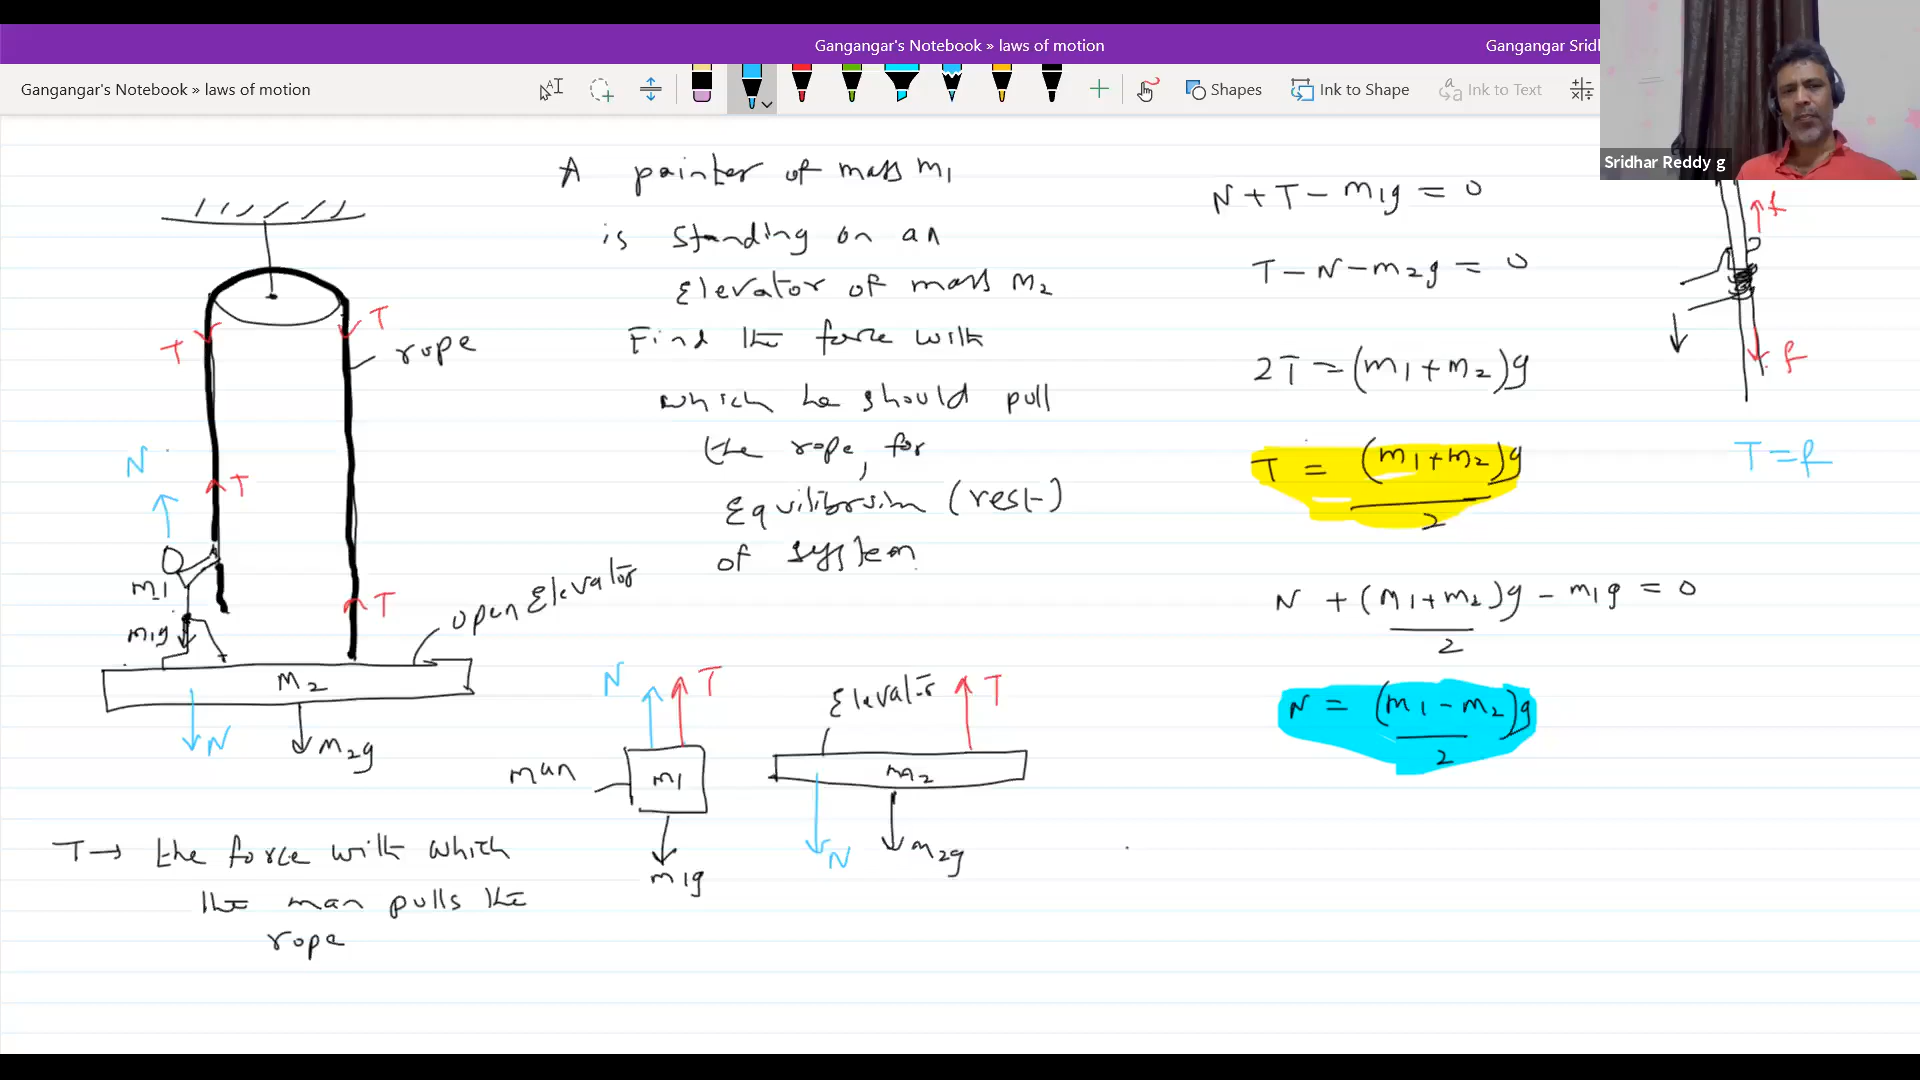 Gangangar's Notebook » laws of motion
Gangangar Sridl
Gangangar's Notebook » laws of motion
Shapes
Ink to Shape
Ink to Text
Sridhar Reddy g
A painter of mass m1
is standing on an
Elevator of mass m2
Find the force with
which he should pull
the rope, for
Equilibrium (rest)
of system
T
T
rope
N
T
m1
m1g
T
open Elevator
M2
N
m2g
T → the force with which
the man pulls the
rope
N
T
man
m1
m1g
Elevator
T
m2
N
m2g
N + T - m1g = 0
T - N - m2g = 0
2T = (m1+m2)g
T = (m1+m2)g
2
N + (m1+m2)g - m1g = 0
2
N = (m1-m2)g
2
f
f
T = f